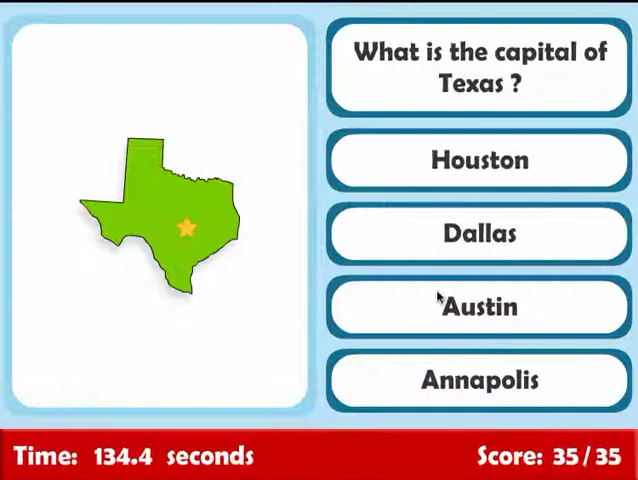 What is the capital of
Texas ?
Houston
Dallas
Austin
Annapolis
Time: 134.4 seconds
Score: 35/35